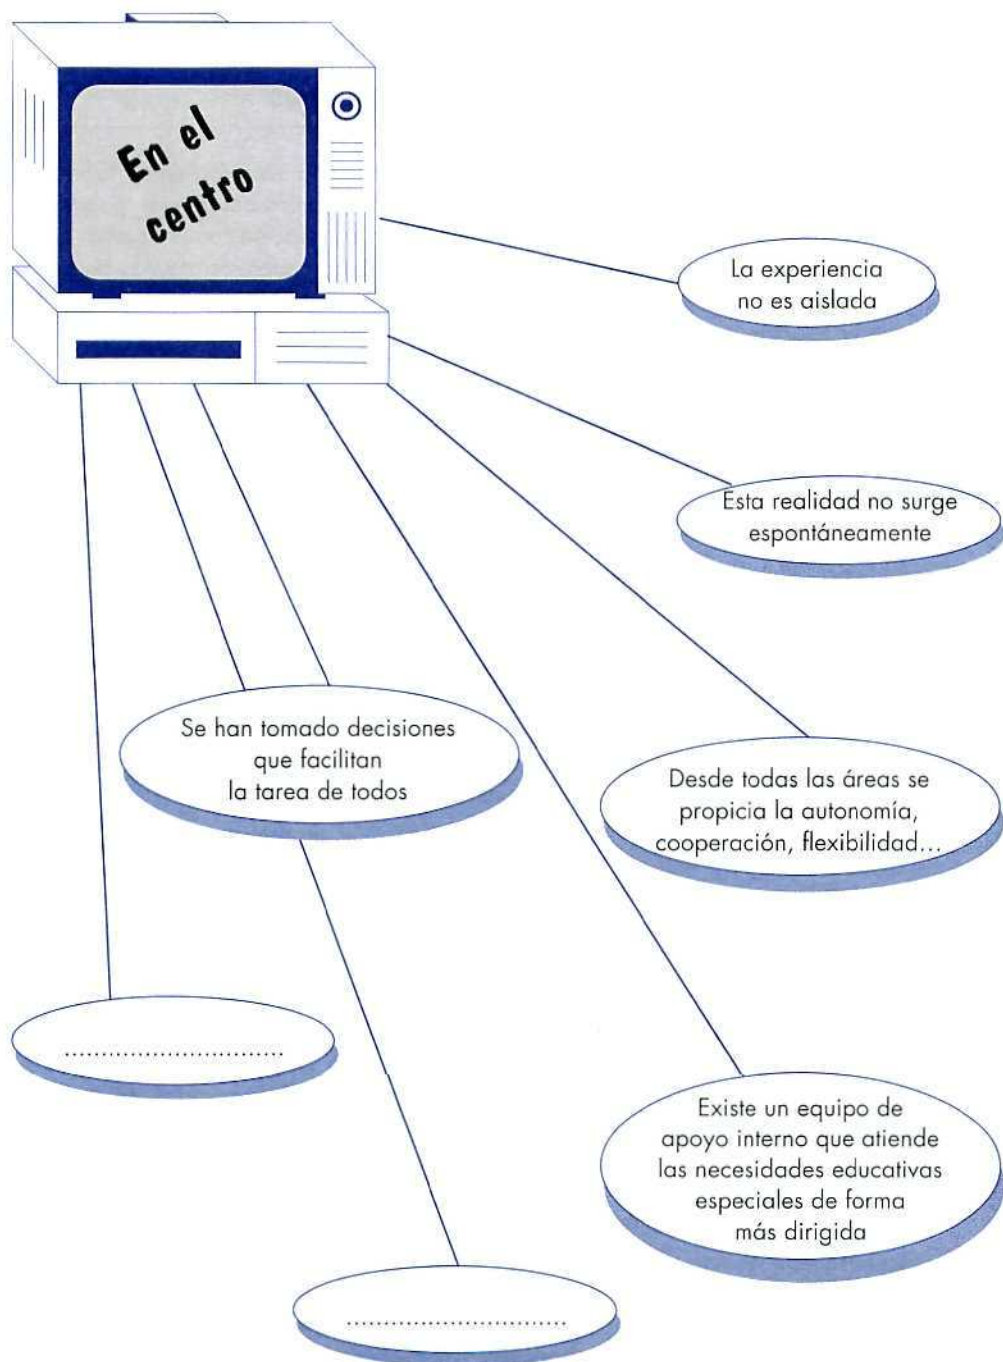 En el
centro
La experiencia
no es aislada
Esta realidad no surge
espontáneamente
Se han tomado decisiones
que facilitan
la tarea de todos
Desde todas las áreas se
propicia la autonomía,
cooperación, flexibilidad...
..............................
Existe un equipo de
apoyo interno que atiende
las necesidades educativas
especiales de forma
más dirigida
..............................